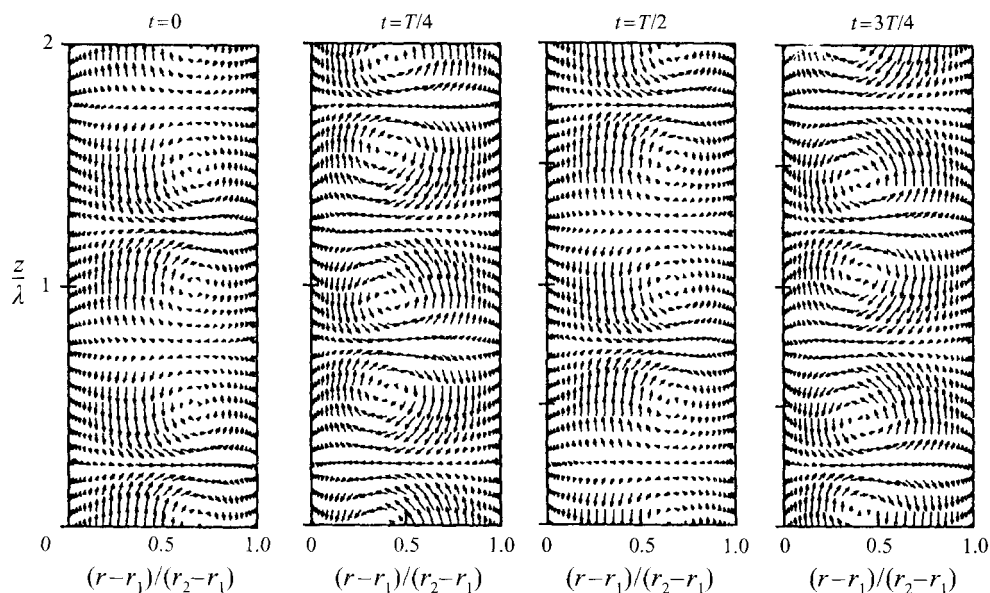 t=0 t=T/4 t=T/2 t=3T/4
2
z/λ 1
0 0.5 1.0 0 0.5 1.0 0 0.5 1.0 0 0.5 1.0
(r−r₁)/(r₂−r₁) (r−r₁)/(r₂−r₁) (r−r₁)/(r₂−r₁) (r−r₁)/(r₂−r₁)